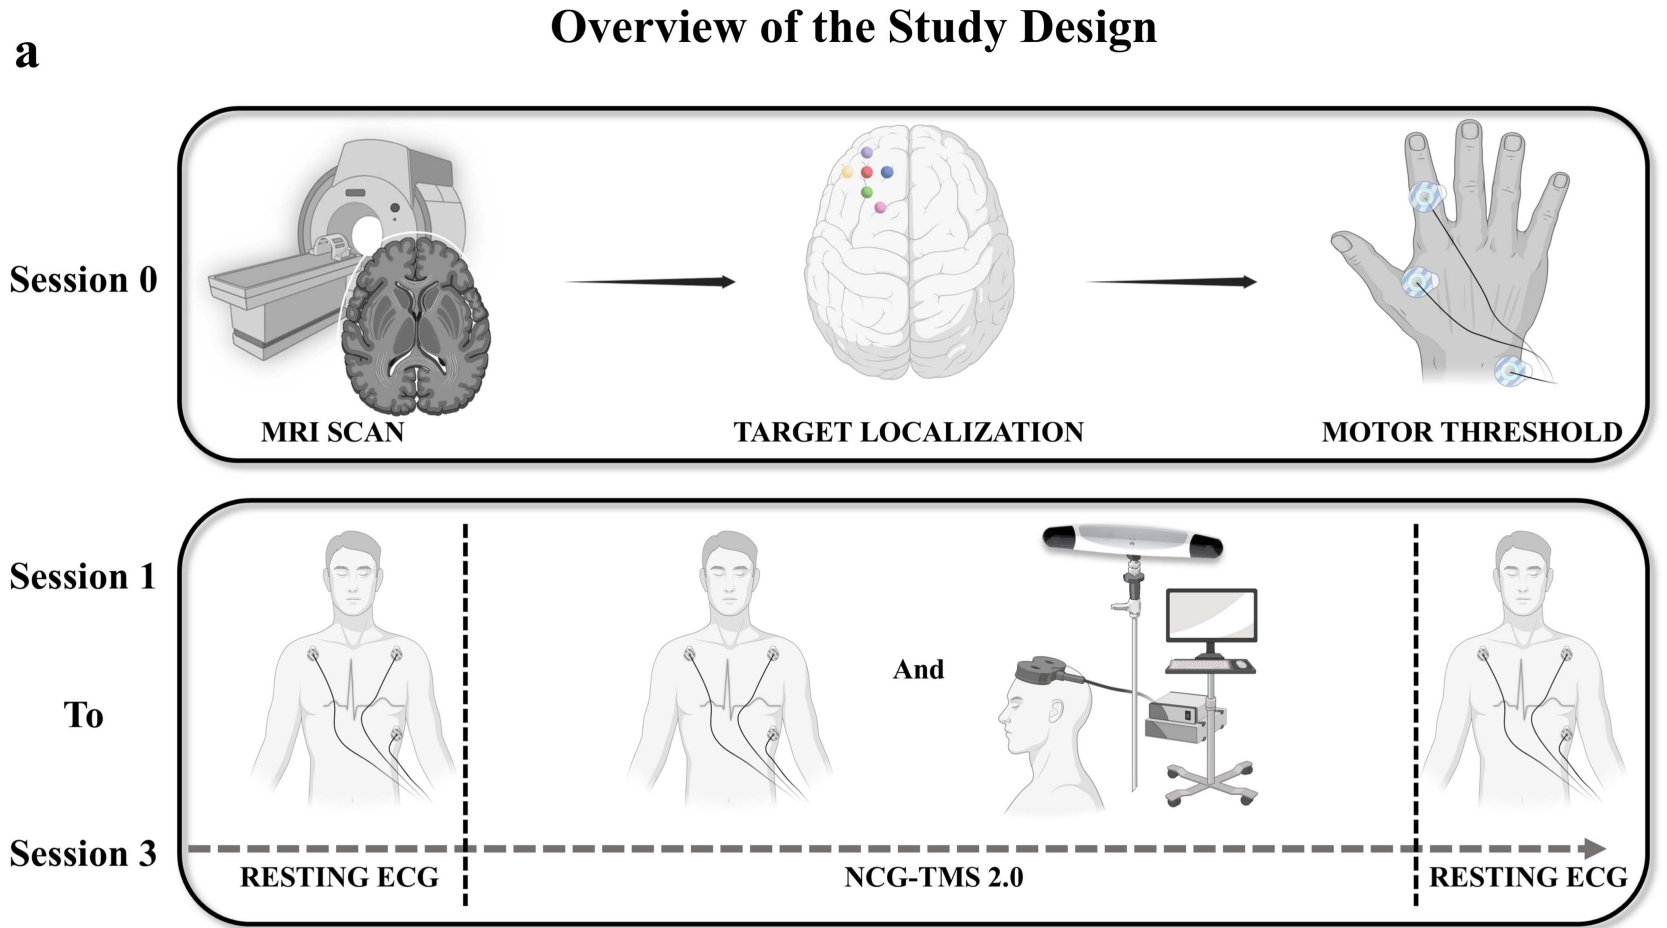 Overview of the Study Design
a
Session 0
MRI SCAN
TARGET LOCALIZATION
MOTOR THRESHOLD
Session 1
To
Session 3
And
RESTING ECG
NCG-TMS 2.0
RESTING ECG